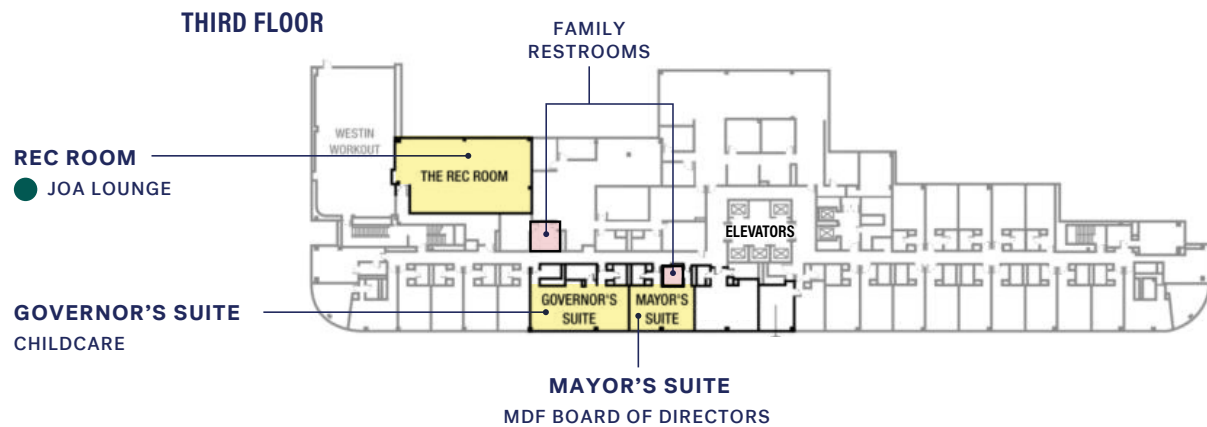 THIRD FLOOR
FAMILY
RESTROOMS
WESTIN
WORKOUT
REC ROOM
JOA LOUNGE
THE REC ROOM
ELEVATORS
GOVERNOR'S SUITE
CHILDCARE
GOVERNOR'S
SUITE
MAYOR'S
SUITE
MAYOR'S SUITE
MDF BOARD OF DIRECTORS